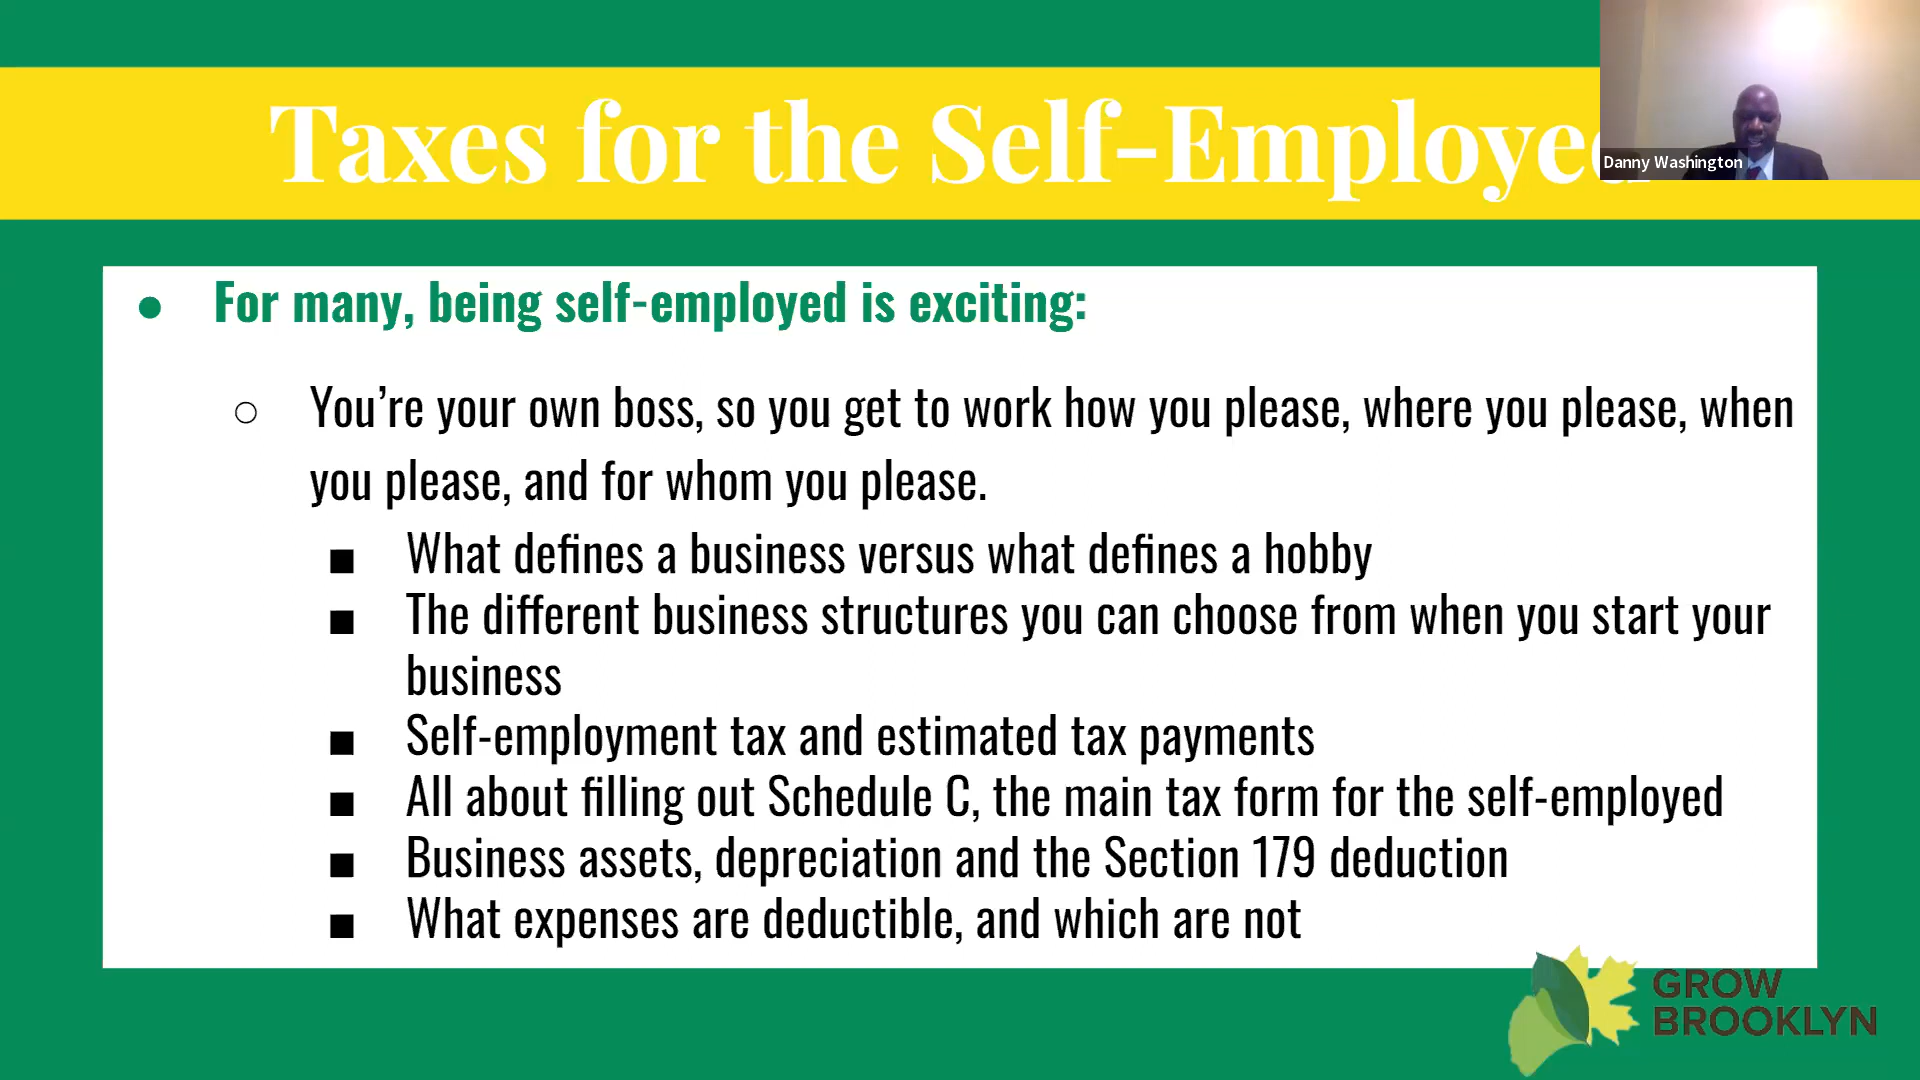 Taxes for the Self-Employed
Danny Washington
● For many, being self-employed is exciting:
○ You’re your own boss, so you get to work how you please, where you please, when
you please, and for whom you please.
■ What defines a business versus what defines a hobby
■ The different business structures you can choose from when you start your
business
■ Self-employment tax and estimated tax payments
■ All about filling out Schedule C, the main tax form for the self-employed
■ Business assets, depreciation and the Section 179 deduction
■ What expenses are deductible, and which are not
GROW
BROOKLYN